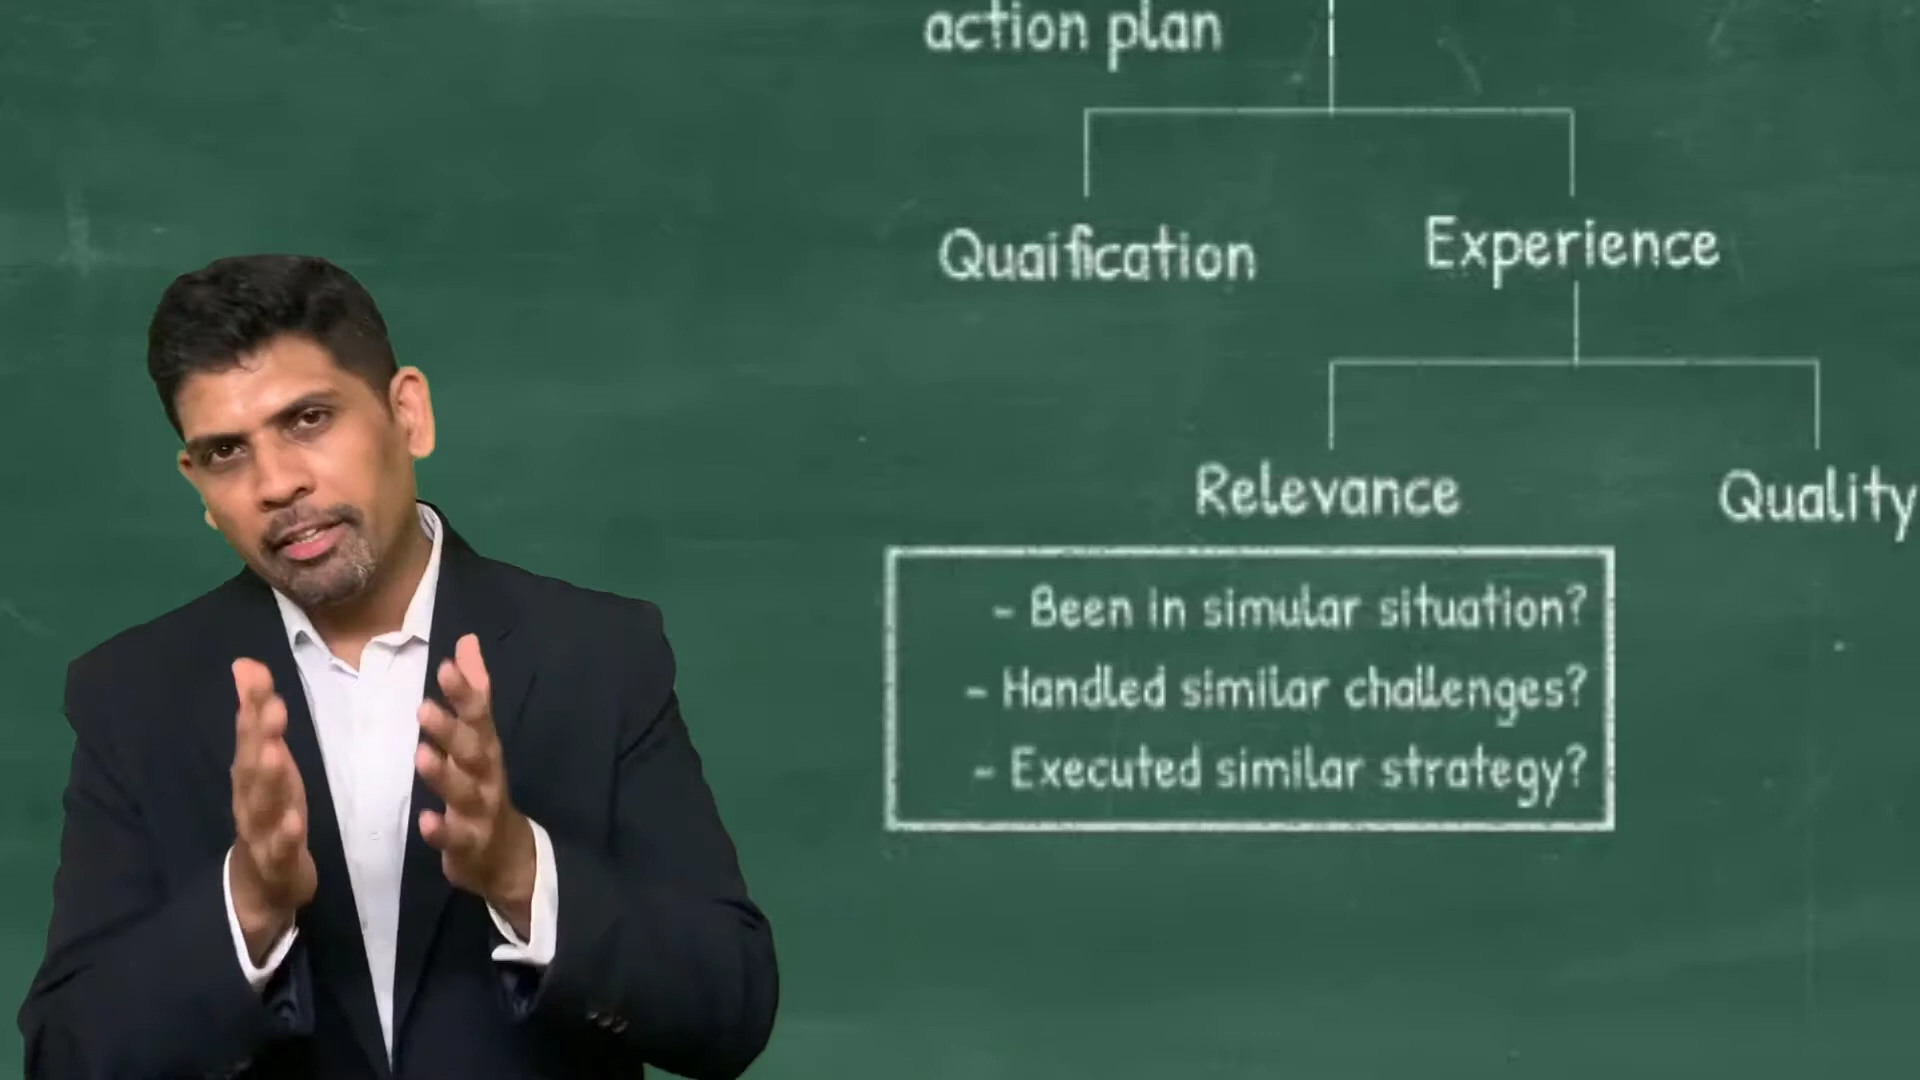 action plan
Quaification
Experience
Relevance
Quality
- Been in simular situation?
- Handled similar challenges?
- Executed similar strategy?